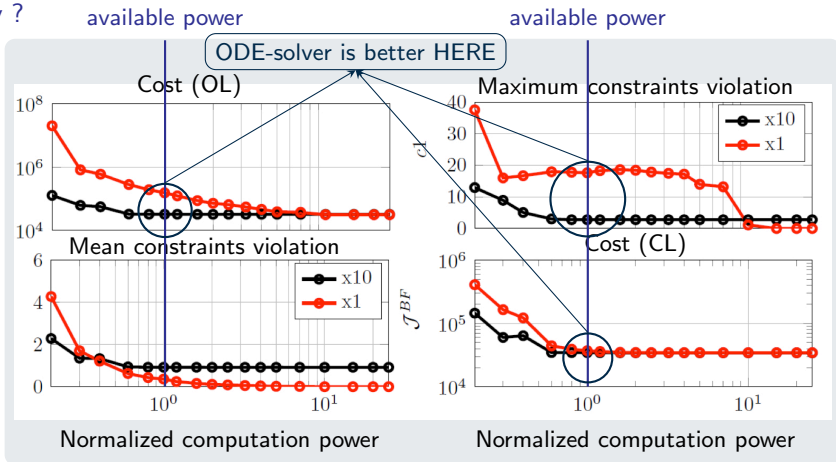 ?
available power
available power
ODE-solver is better HERE
Cost (OL)
Maximum constraints violation
10^8
10^6
10^4
40
30
20
10
0
x10
x1
Mean constraints violation
Cost (CL)
6
4
2
0
x10
x1
10^0
10^1
J^{BF}
10^6
10^5
10^4
10^0
10^1
Normalized computation power
Normalized computation power